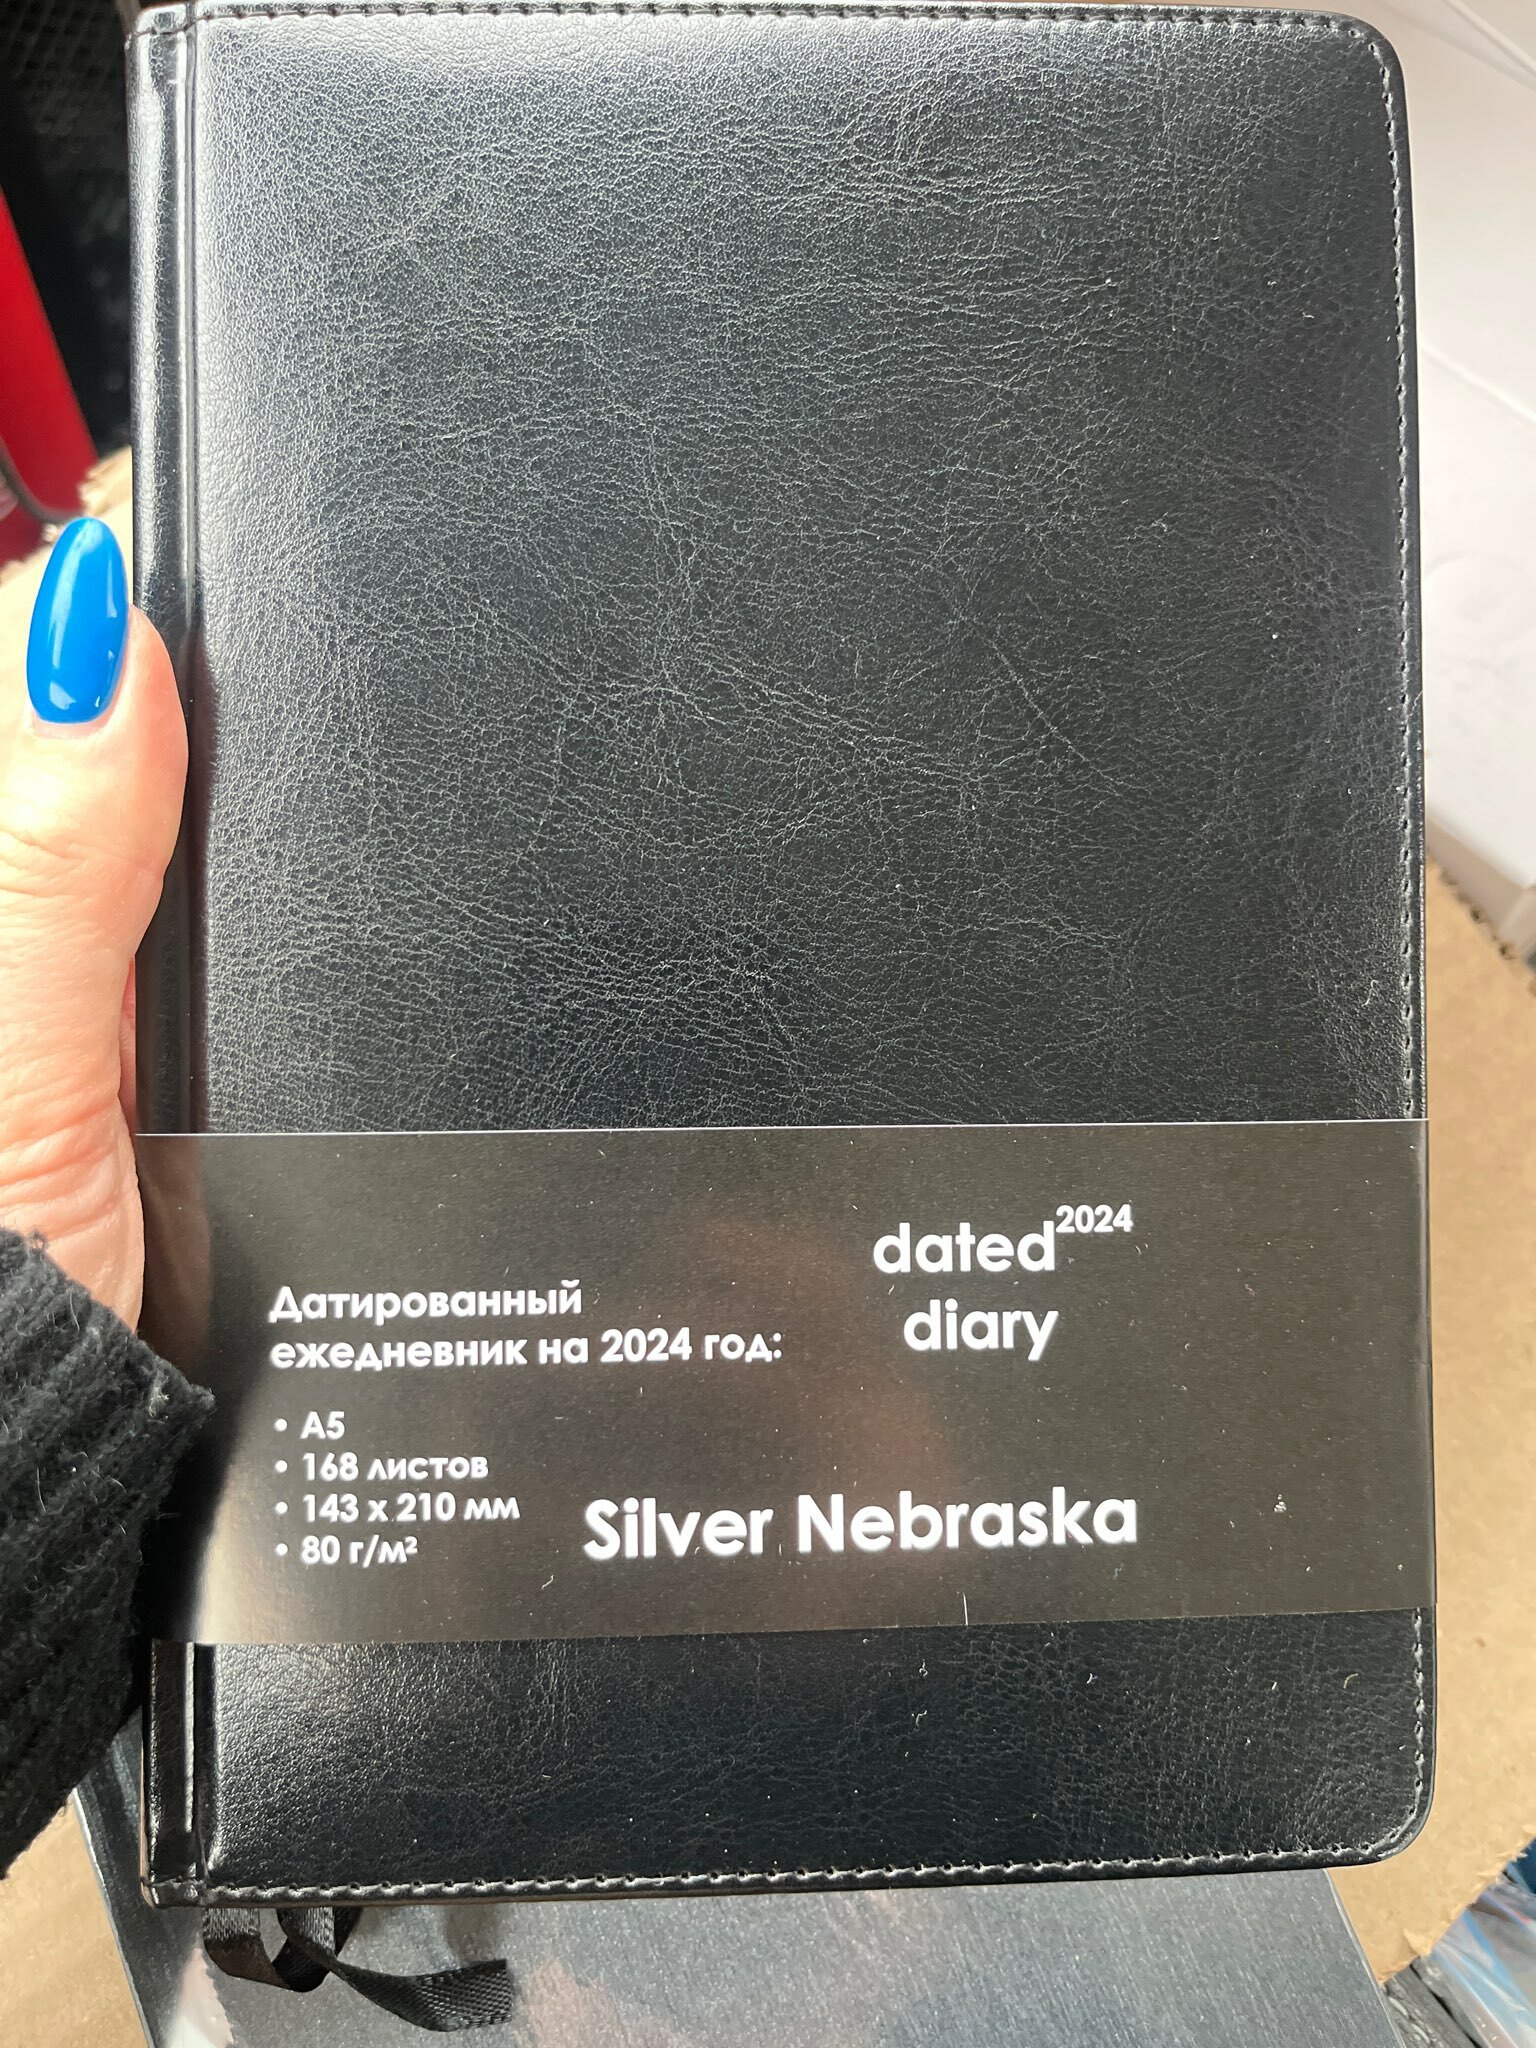 Датированный
ежедневник на 2024 год:
• А5
• 168 листов
• 143 х 210 мм
• 80 г/м²
dated²⁰²⁴
diary
Silver Nebraska